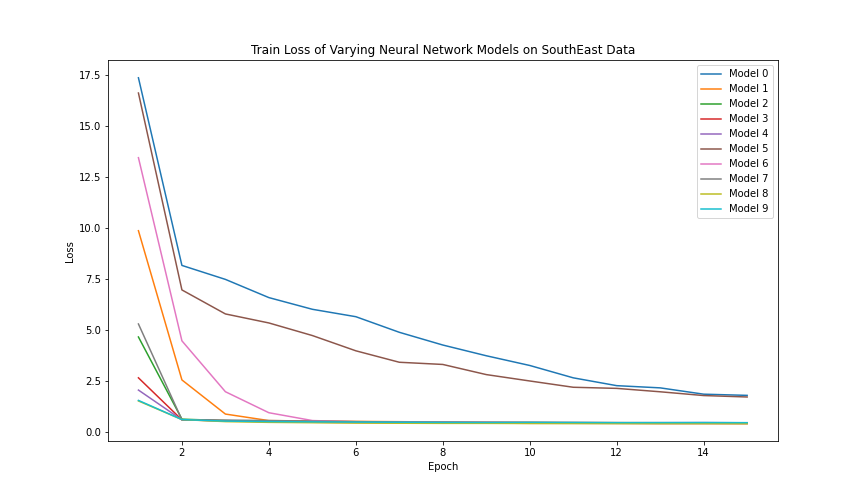 Train Loss of Varying Neural Network Models on SouthEast Data
17.5
15.0
12.5
10.0
7.5
5.0
2.5
0.0
Loss
2 4 6 8 10 12 14
Epoch
Model 0
Model 1
Model 2
Model 3
Model 4
Model 5
Model 6
Model 7
Model 8
Model 9